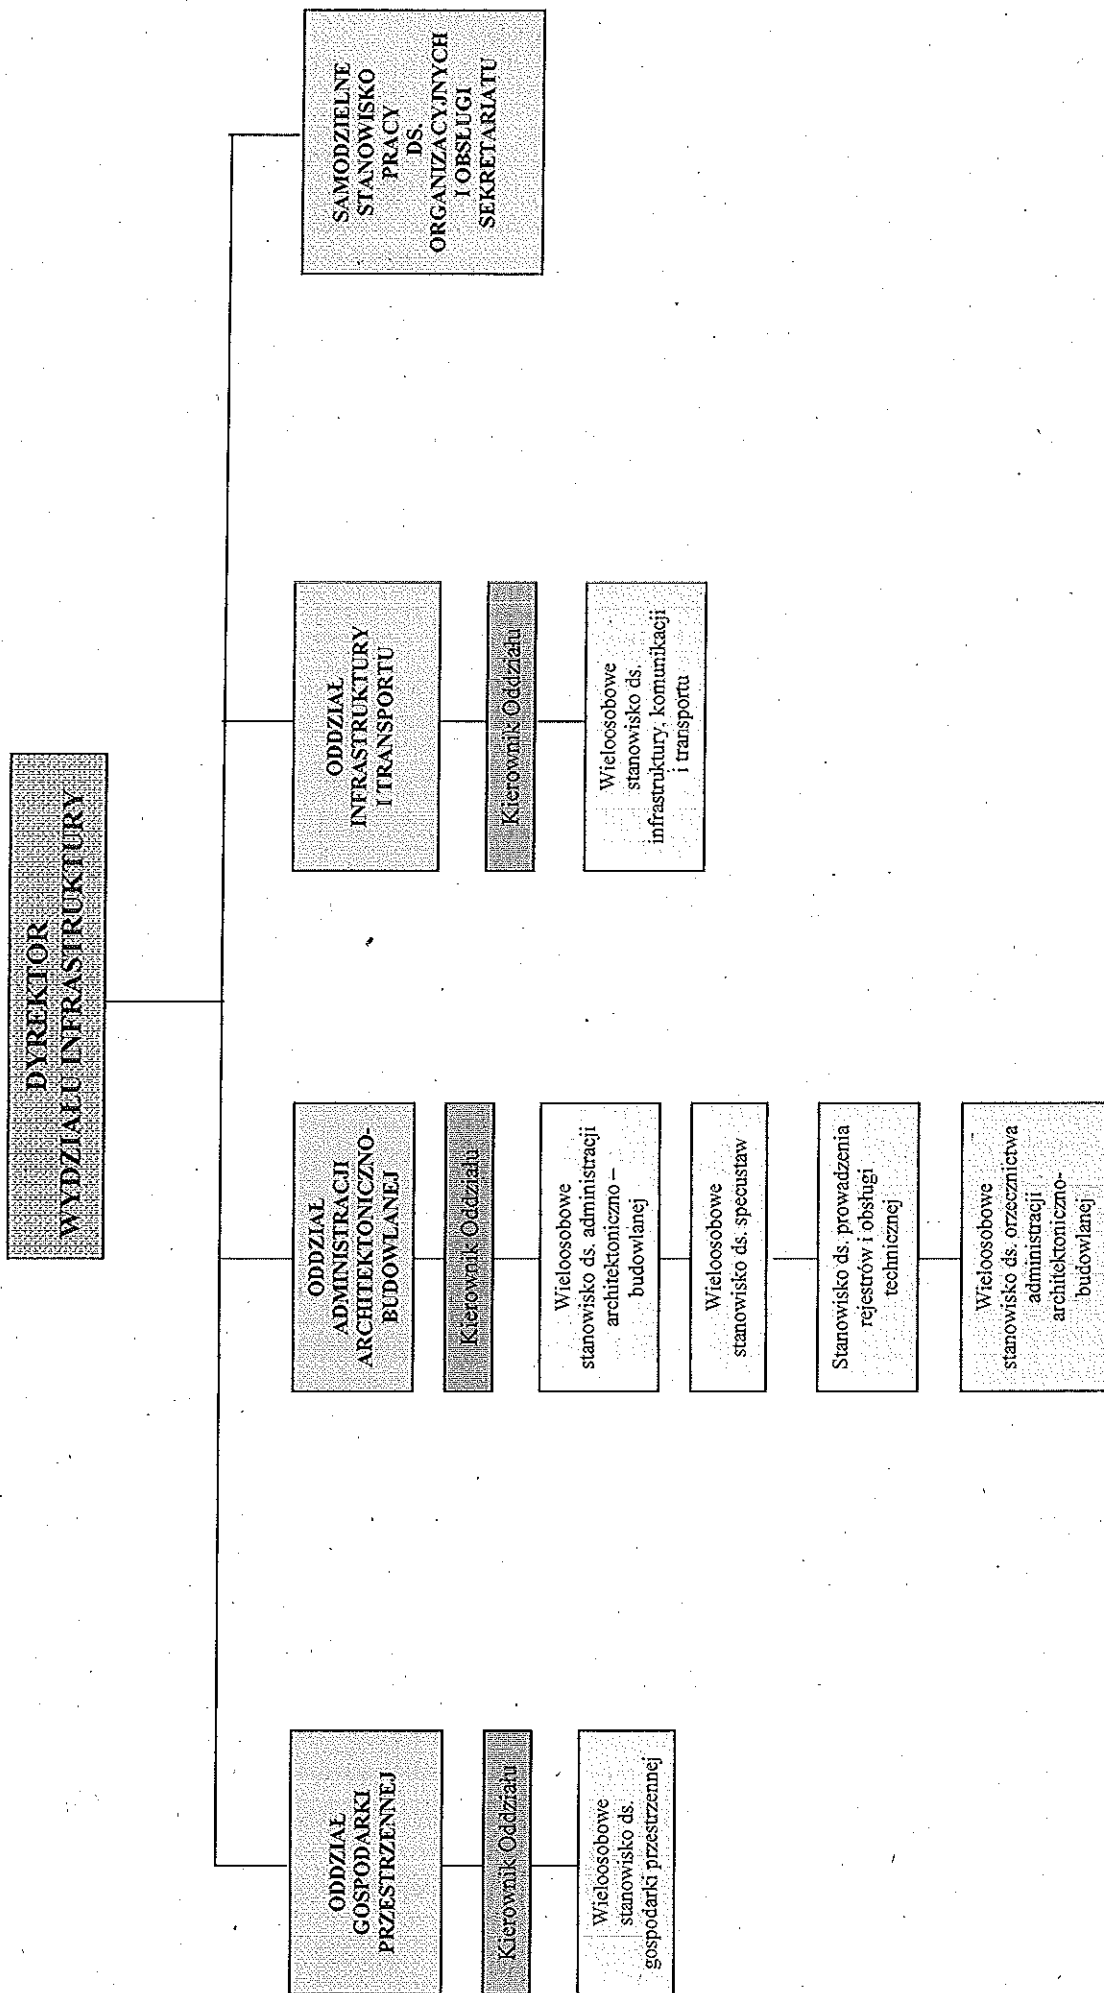 DYREKTOR
WYDZIAŁU INFRASTRUKTURY
ODDZIAŁ
GOSPODARKI
PRZESTRZENNEJ
Kierownik Oddziału
Wieloosobowe
stanowisko ds.
gospodarki przestrzennej
ODDZIAŁ
ADMINISTRACJI
ARCHITEKTONICZNO-
BUDOWLANEJ
Kierownik Oddziału
Wieloosobowe
stanowisko ds. administracji
architektoniczno –
budowlanej
Wieloosobowe
stanowisko ds. specustaw
Stanowisko ds. prowadzenia
rejestrów i obsługi
technicznej
Wieloosobowe
stanowisko ds. orzecznictwa
administracji
architektoniczno-
budowlanej
ODDZIAŁ
INFRASTRUKTURY
I TRANSPORTU
Kierownik Oddziału
Wieloosobowe
stanowisko ds.
infrastruktury, komunikacji
i transportu
SAMODZIELNE
STANOWISKO
PRACY
DS.
ORGANIZACYJNYCH
I OBSŁUGI
SEKRETARIATU